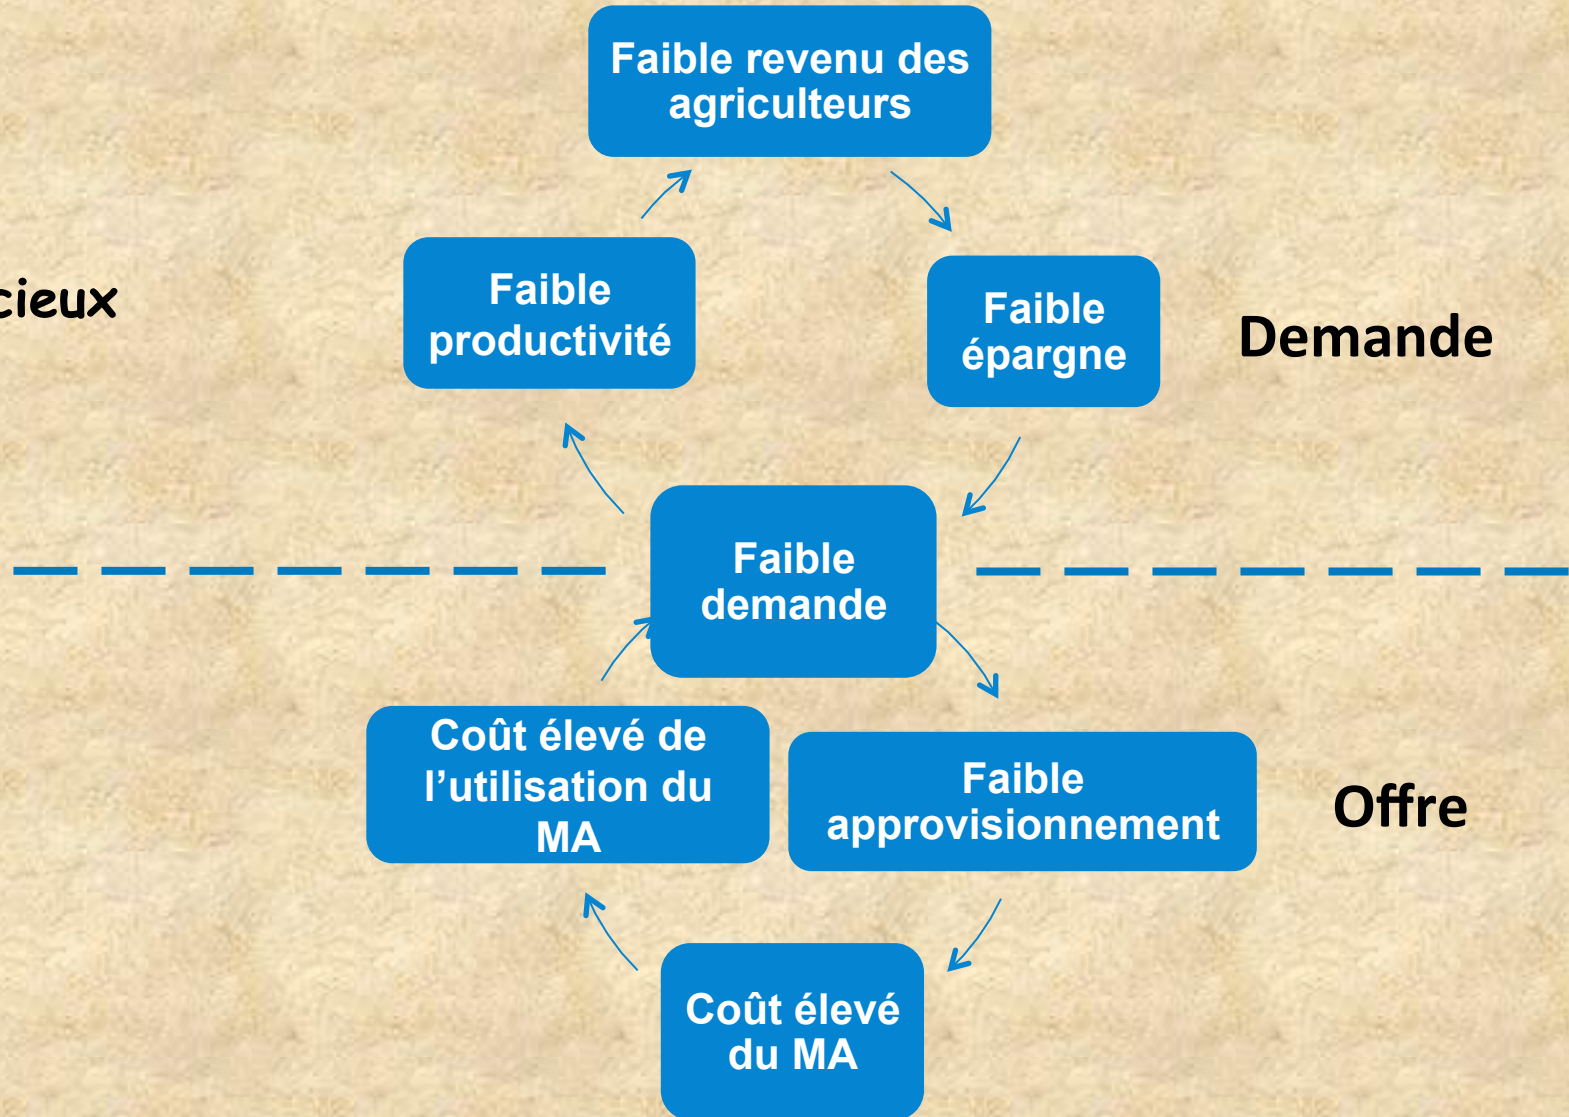 Faible revenu des
agriculteurs
cieux
Faible
productivité
Faible
épargne
Demande
Faible
demande
Coût élevé de
l’utilisation du
MA
Faible
approvisionnement
Offre
Coût élevé
du MA